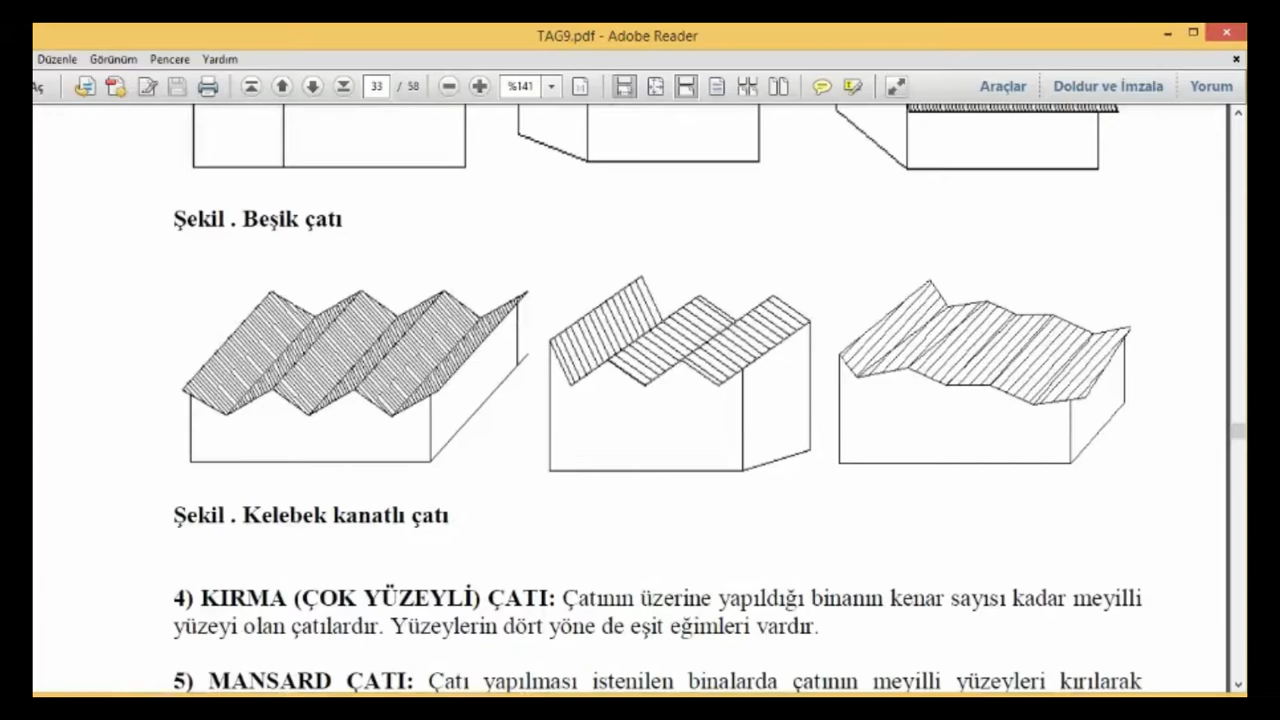 TAG9.pdf - Adobe Reader
Düzenle Görünüm Pencere Yardım
33 / 58 %141 Araçlar Doldur ve İmzala Yorum
Şekil . Beşik çatı
Şekil . Kelebek kanatlı çatı
4) KIRMA (ÇOK YÜZEYLİ) ÇATI: Çatının üzerine yapıldığı binanın kenar sayısı kadar meyilli
yüzeyi olan çatılardır. Yüzeylerin dört yöne de eşit eğimleri vardır.
5) MANSARD ÇATI: Çatı yapılması istenilen binalarda çatının meyilli yüzeyleri kırılarak